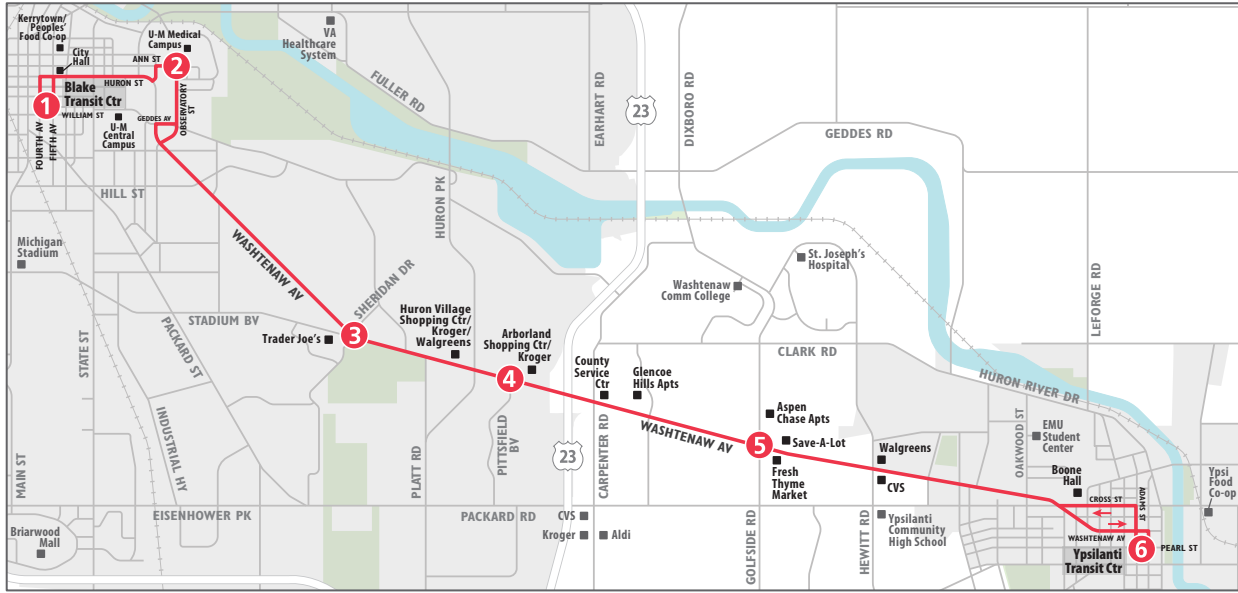 Kerrytown/
Peoples'
Food Co-op
City
Hall
U-M Medical
Campus
ANN ST
2
HURON ST
1
Blake
Transit Ctr
WILLIAM ST
FOURTH AV
FIFTH AV
U-M
Central
Campus
GEDDES AV
OBSERVATORY
ST
VA
Healthcare
System
FULLER RD
EARHART RD
23
DIXBORO RD
GEDDES RD
HILL ST
HURON PK
Michigan
Stadium
WASHTENAW AV
SHERIDAN DR
STADIUM BV
STATE ST
PACKARD ST
Trader Joe's
3
Huron Village
Shopping Ctr/
Kroger/
Walgreens
Arborland
Shopping Ctr/
Kroger
4
County
Service
Ctr
Glencoe
Hills Apts
Washtenaw
Comm College
St. Joseph's
Hospital
CLARK RD
LEFORGE RD
HURON RIVER DR
INDUSTRIAL HY
MAIN ST
PLATT RD
PITTSFIELD
BV
23
CARPENTER RD
WASHTENAW AV
5
Aspen
Chase Apts
Save-A-Lot
Fresh
Thyme
Market
Walgreens
CVS
OAKWOOD ST
EMU
Student
Center
Boone
Hall
Ypsi
Food
Co-op
CROSS ST
ADAMS ST
WASHTENAW AV
6
PEARL ST
Ypsilanti
Transit Ctr
EISENHOWER PK
PACKARD RD
CVS
Kroger
Aldi
GOLFSIDE RD
HEWITT RD
Ypsilanti
Community
High School
Briarwood
Mall